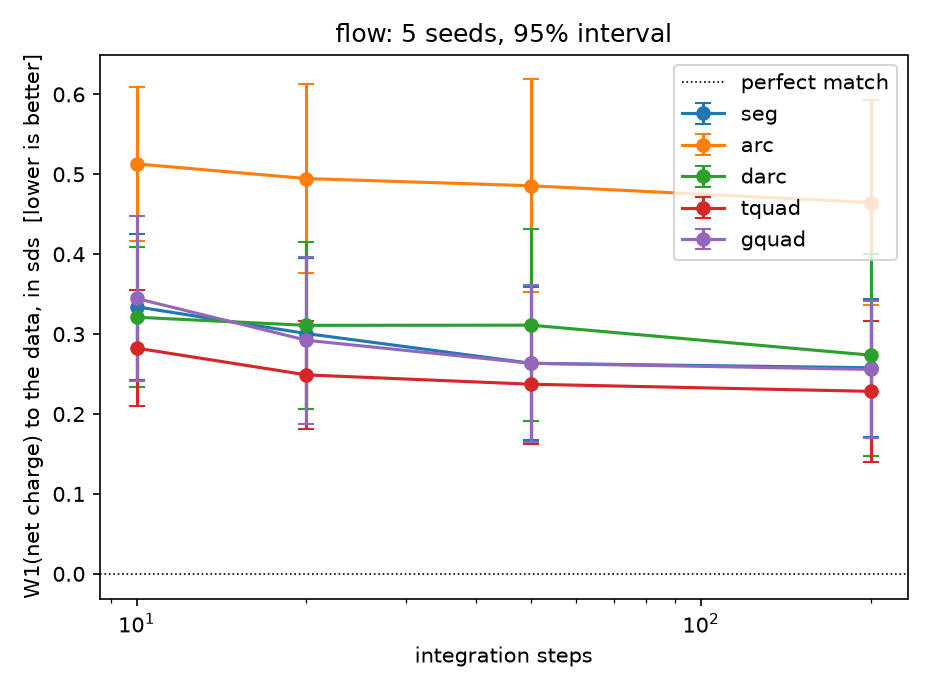 flow: 5 seeds, 95% interval
W1(net charge) to the data, in sds  [lower is better]
0.6
0.5
0.4
0.3
0.2
0.1
0.0
perfect match
seg
arc
darc
tquad
gquad
10¹
10²
integration steps